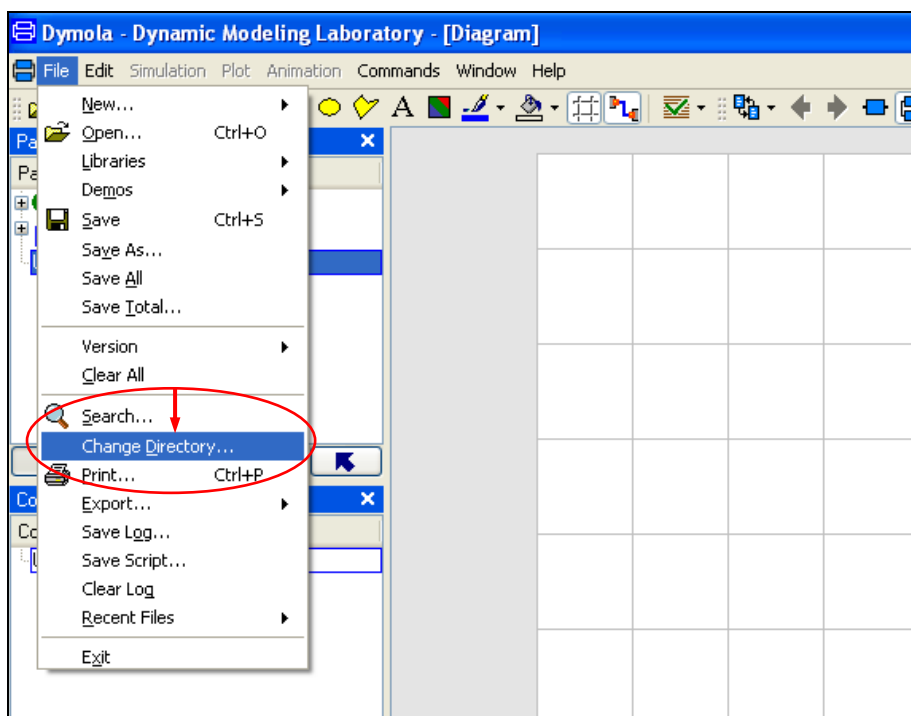 Dymola - Dynamic Modeling Laboratory - [Diagram]
File Edit Simulation Plot Animation Commands Window Help
A
New...
Pa
Open... Ctrl+O
Libraries
Pa
Demos
Save Ctrl+S
Save As...
Save All
Save Total...
Version
Clear All
Search...
Change Directory...
Print... Ctrl+P
Co
Export...
Co
Save Log...
Save Script...
Clear Log
Recent Files
Exit